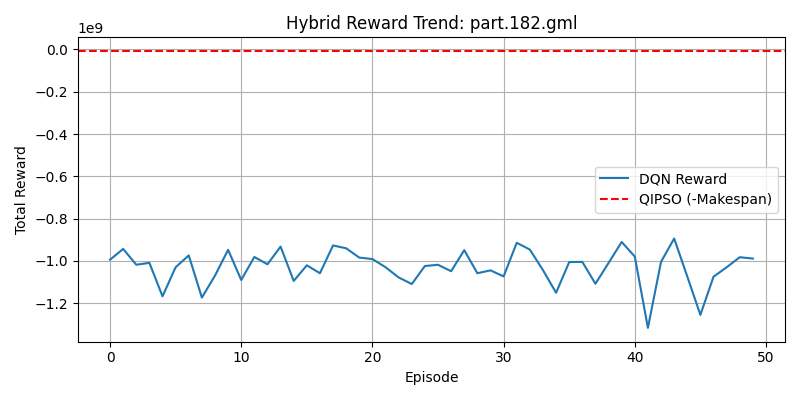 Hybrid Reward Trend: part.182.gml
1e9
0.0
−0.2
−0.4
−0.6
−0.8
−1.0
−1.2
Total Reward
DQN Reward
QIPSO (-Makespan)
0 10 20 30 40 50
Episode